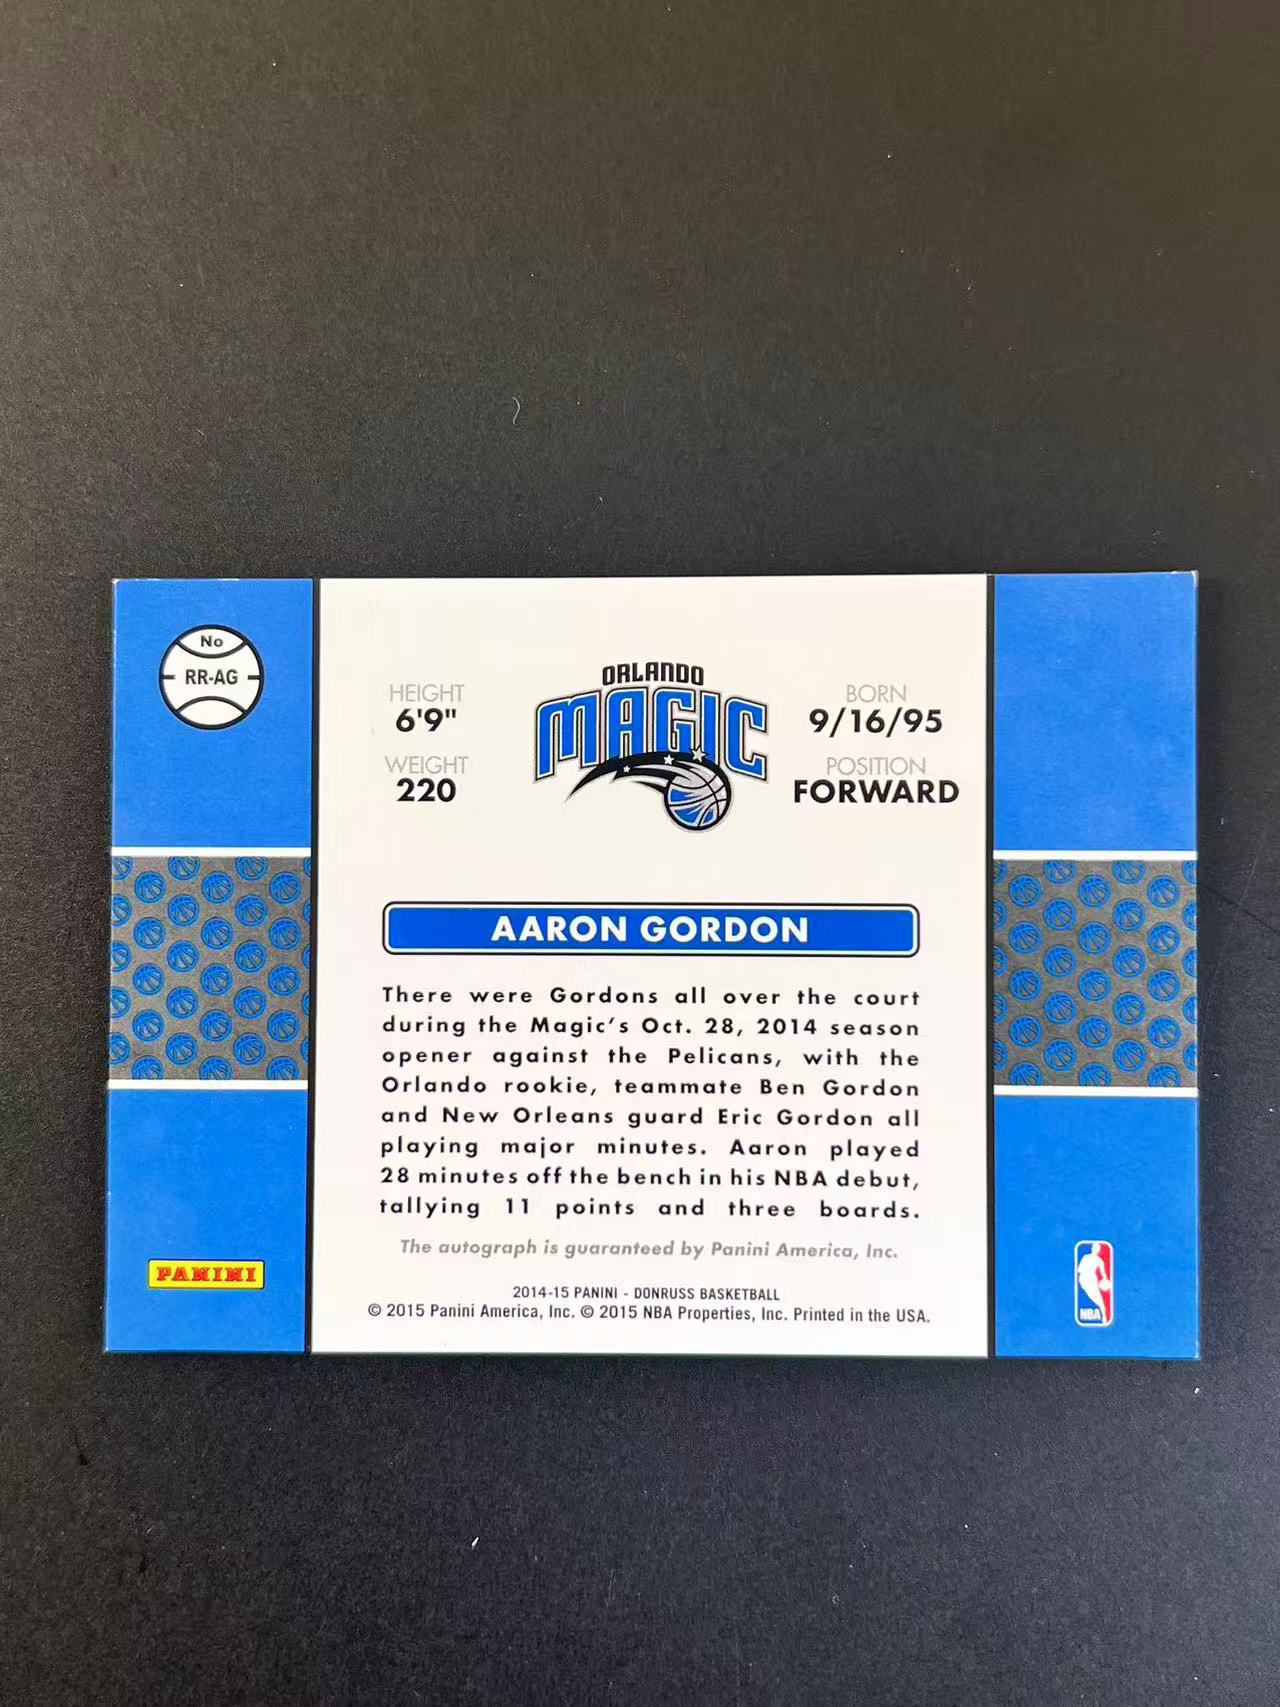 No
RR-AG
HEIGHT
6'9"
WEIGHT
220
ORLANDO
MAGIC
BORN
9/16/95
POSITION
FORWARD
AARON GORDON
There were Gordons all over the court
during the Magic's Oct. 28, 2014 season
opener against the Pelicans, with the
Orlando rookie, teammate Ben Gordon
and New Orleans guard Eric Gordon all
playing major minutes. Aaron played
28 minutes off the bench in his NBA debut,
tallying 11 points and three boards.
The autograph is guaranteed by Panini America, Inc.
2014-15 PANINI - DONRUSS BASKETBALL
© 2015 Panini America, Inc. © 2015 NBA Properties, Inc. Printed in the USA.
PANINI
NBA